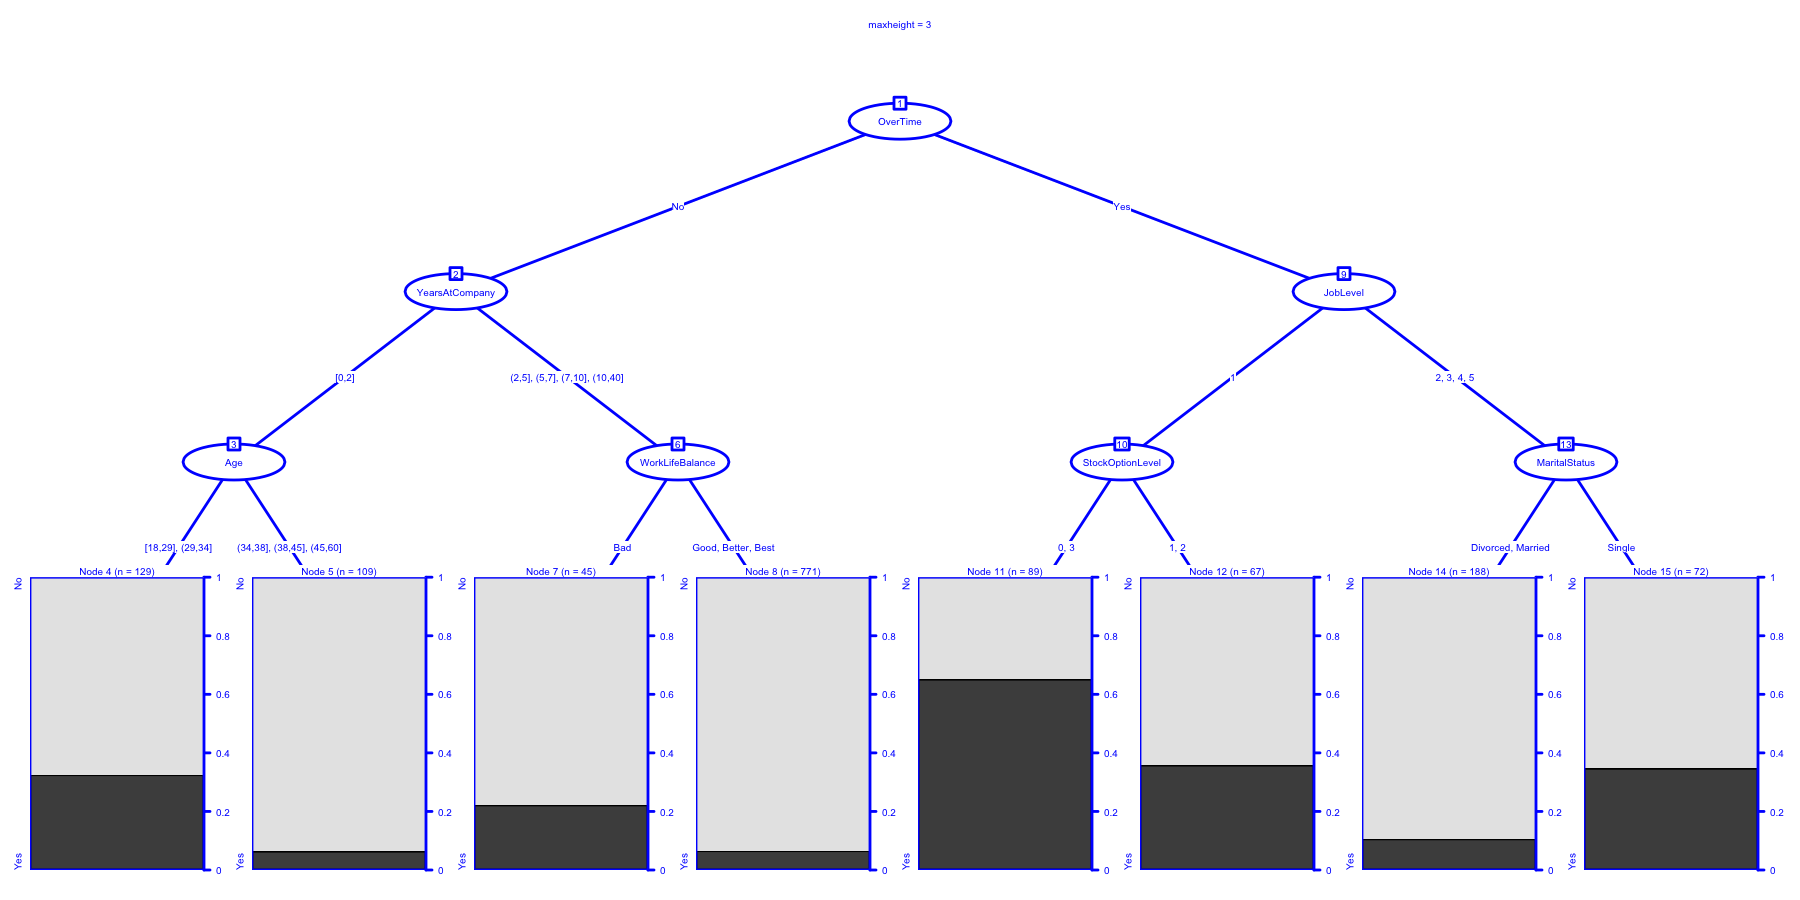 maxheight = 3
1
OverTime
No
Yes
2
YearsAtCompany
9
JobLevel
[0,2]
(2,5], (5,7], (7,10], (10,40]
1
2, 3, 4, 5
3
Age
6
WorkLifeBalance
10
StockOptionLevel
13
MaritalStatus
[18,29], (29,34]
(34,38], (38,45], (45,60]
Bad
Good, Better, Best
0, 3
1, 2
Divorced, Married
Single
Node 4 (n = 129)
No
Yes
1
0.8
0.6
0.4
0.2
0
Node 5 (n = 109)
No
Yes
1
0.8
0.6
0.4
0.2
0
Node 7 (n = 45)
No
Yes
1
0.8
0.6
0.4
0.2
0
Node 8 (n = 771)
No
Yes
1
0.8
0.6
0.4
0.2
0
Node 11 (n = 89)
No
Yes
1
0.8
0.6
0.4
0.2
0
Node 12 (n = 67)
No
Yes
1
0.8
0.6
0.4
0.2
0
Node 14 (n = 188)
No
Yes
1
0.8
0.6
0.4
0.2
0
Node 15 (n = 72)
No
Yes
1
0.8
0.6
0.4
0.2
0